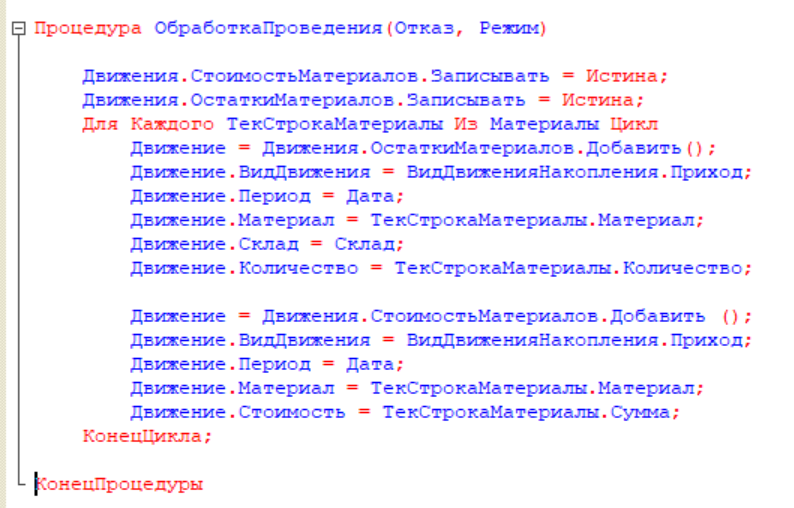 Процедура ОбработкаПроведения(Отказ, Режим)
Движения.СтоимостьМатериалов.Записывать = Истина;
Движения.ОстаткиМатериалов.Записывать = Истина;
Для Каждого ТекСтрокаМатериалы Из Материалы Цикл
Движение = Движения.ОстаткиМатериалов.Добавить();
Движение.ВидДвижения = ВидДвиженияНакопления.Приход;
Движение.Период = Дата;
Движение.Материал = ТекСтрокаМатериалы.Материал;
Движение.Склад = Склад;
Движение.Количество = ТекСтрокаМатериалы.Количество;
Движение = Движения.СтоимостьМатериалов.Добавить ();
Движение.ВидДвижения = ВидДвиженияНакопления.Приход;
Движение.Период = Дата;
Движение.Материал = ТекСтрокаМатериалы.Материал;
Движение.Стоимость = ТекСтрокаМатериалы.Сумма;
КонецЦикла;
КонецПроцедуры